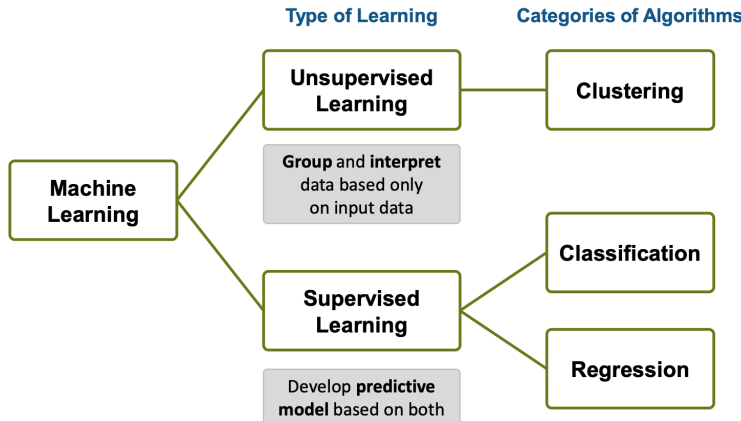 Type of Learning
Categories of Algorithms
Unsupervised
Learning
Clustering
Group and interpret
data based only
on input data
Machine
Learning
Classification
Supervised
Learning
Regression
Develop predictive
model based on both